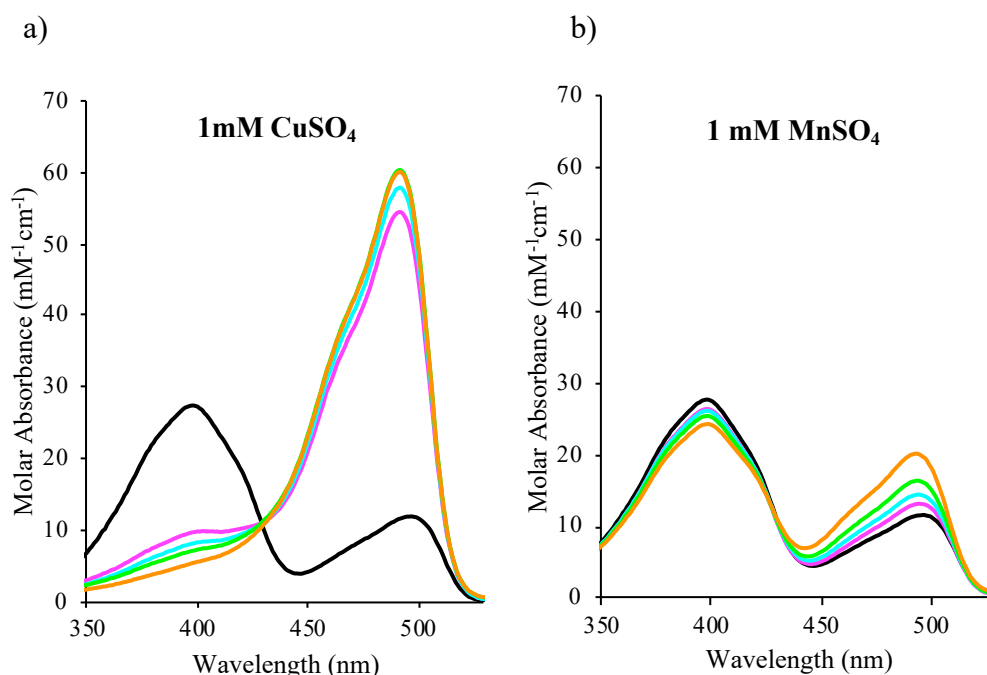 a)
1mM CuSO₄
70
60
50
40
30
20
10
0
350 400 450 500
Molar Absorbance (mM⁻¹cm⁻¹)
Wavelength (nm)
b)
1 mM MnSO₄
70
60
50
40
30
20
10
0
350 400 450 500
Molar Absorbance (mM⁻¹cm⁻¹)
Wavelength (nm)